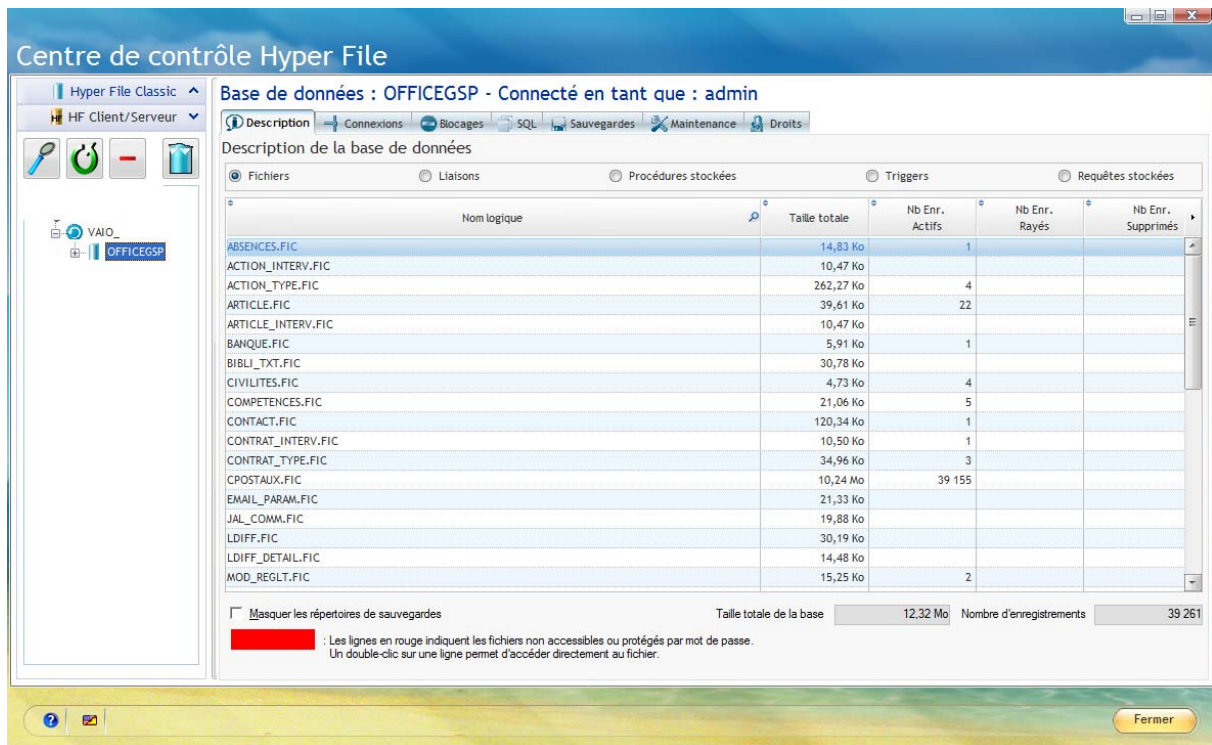 Centre de contrôle Hyper File
Hyper File Classic
HF Client/Serveur
VAIO_
OFFICEGSP
Base de données : OFFICEGSP - Connecté en tant que : admin
Description Connexions Blocages SQL Sauvegardes Maintenance Droits
Description de la base de données
Fichiers Liaisons Procédures stockées Triggers Requêtes stockées
Nom logique Taille totale Nb Enr. Actifs Nb Enr. Rayés Nb Enr. Supprimés
ABSENCES.FIC 14,83 Ko 1
ACTION_INTERV.FIC 10,47 Ko
ACTION_TYPE.FIC 262,27 Ko 4
ARTICLE.FIC 39,61 Ko 22
ARTICLE_INTERV.FIC 10,47 Ko
BANQUE.FIC 5,91 Ko 1
BIBLI_TXT.FIC 30,78 Ko
CIVILITES.FIC 4,73 Ko 4
COMPETENCES.FIC 21,06 Ko 5
CONTACT.FIC 120,34 Ko 1
CONTRAT_INTERV.FIC 10,50 Ko 1
CONTRAT_TYPE.FIC 34,96 Ko 3
CPOSTAUX.FIC 10,24 Mo 39 155
EMAIL_PARAM.FIC 21,33 Ko
JAL_COMM.FIC 19,88 Ko
LDIFF.FIC 30,19 Ko
LDIFF_DETAIL.FIC 14,48 Ko
MOD_REGLT.FIC 15,25 Ko 2
Masquer les répertoires de sauvegardes Taille totale de la base 12,32 Mo Nombre d'enregistrements 39 261
: Les lignes en rouge indiquent les fichiers non accessibles ou protégés par mot de passe.
Un double-clic sur une ligne permet d'accéder directement au fichier.
Fermer